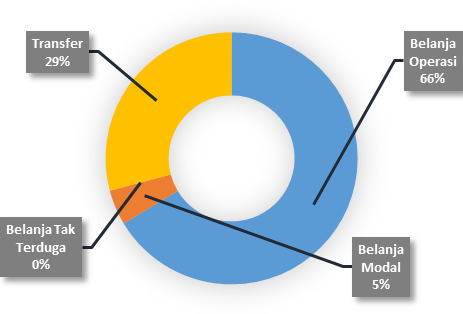 Transfer
29%
Belanja
Operasi
66%
Belanja Tak
Terduga
0%
Belanja
Modal
5%